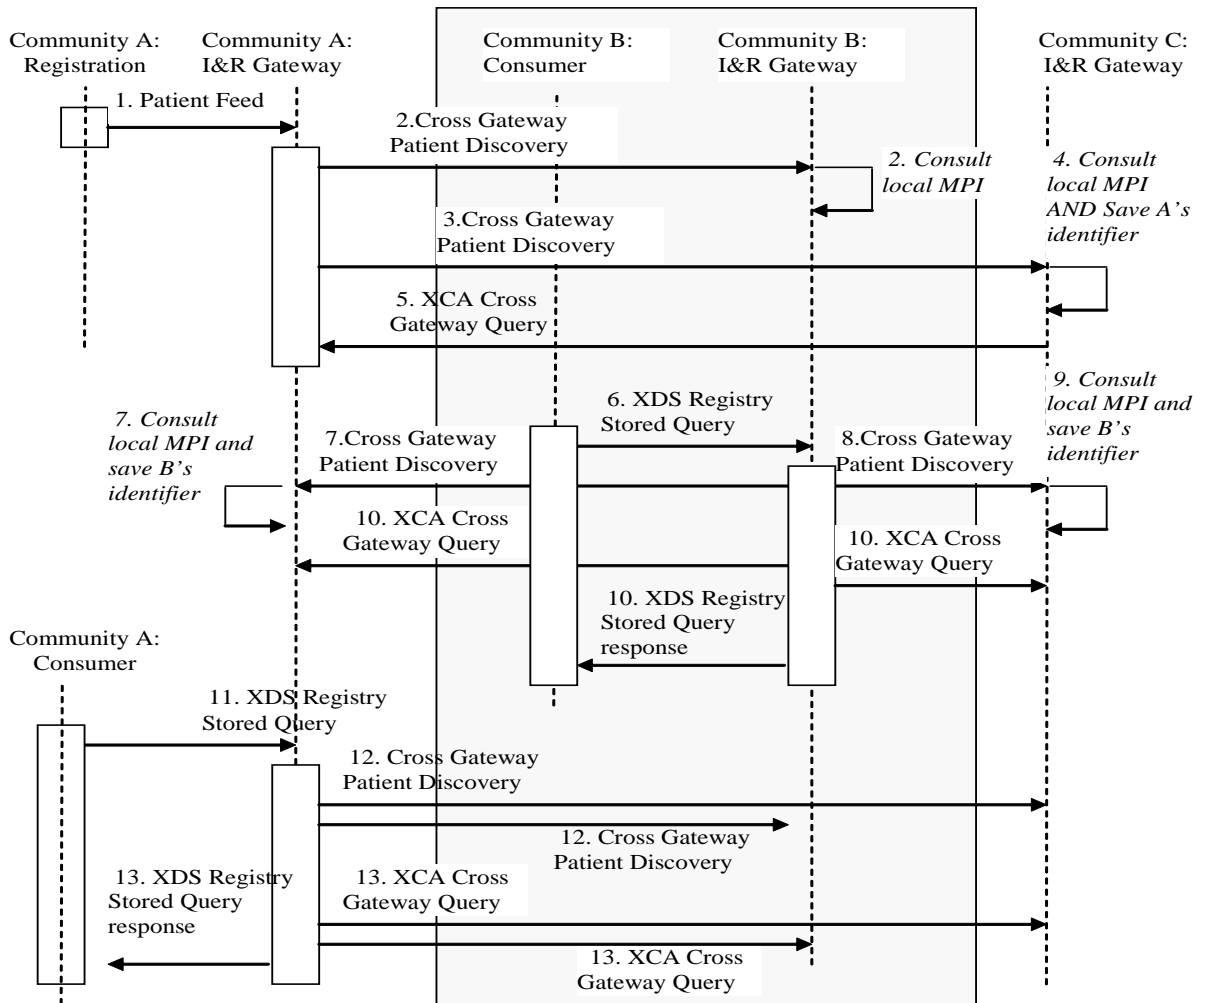 Community A:
Registration
Community A:
I&R Gateway
Community B:
Consumer
Community B:
I&R Gateway
Community C:
I&R Gateway
1. Patient Feed
2.Cross Gateway
Patient Discovery
2. Consult
local MPI
4. Consult
local MPI
AND Save A's
identifier
3.Cross Gateway
Patient Discovery
5. XCA Cross
Gateway Query
6. XDS Registry
Stored Query
9. Consult
local MPI and
save B's
identifier
7. Consult
local MPI and
save B's
identifier
7.Cross Gateway
Patient Discovery
8.Cross Gateway
Patient Discovery
10. XCA Cross
Gateway Query
10. XCA Cross
Gateway Query
10. XDS Registry
Stored Query
response
Community A:
Consumer
11. XDS Registry
Stored Query
12. Cross Gateway
Patient Discovery
12. Cross Gateway
Patient Discovery
13. XDS Registry
Stored Query
response
13. XCA Cross
Gateway Query
13. XCA Cross
Gateway Query